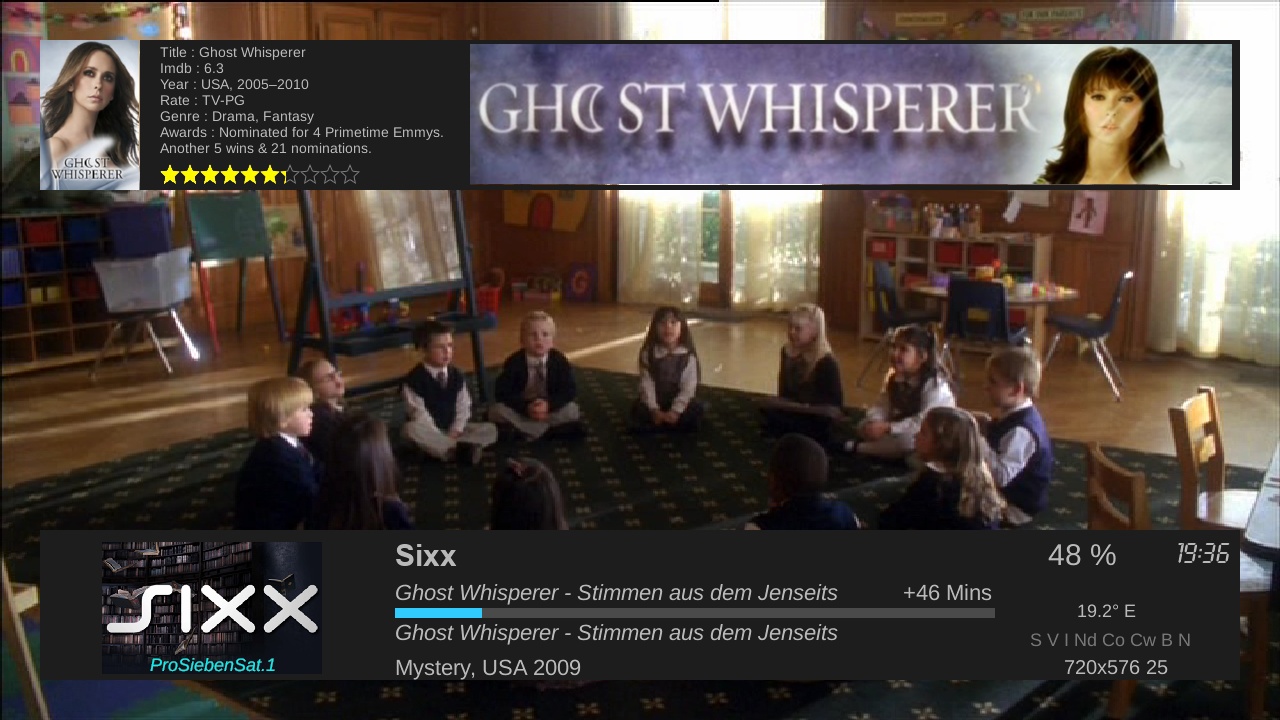 FOR OUR PARENTS
Title : Ghost Whisperer
Imdb : 6.3
Year : USA, 2005–2010
Rate : TV-PG
Genre : Drama, Fantasy
Awards : Nominated for 4 Primetime Emmys.
Another 5 wins & 21 nominations.
GHOST
WHISPERER
GHOST WHISPERER
G
sixx
ProSiebenSat.1
Sixx
48 %
19:36
Ghost Whisperer - Stimmen aus dem Jenseits
+46 Mins
19.2° E
Ghost Whisperer - Stimmen aus dem Jenseits
S V I Nd Co Cw B N
Mystery, USA 2009
720x576 25